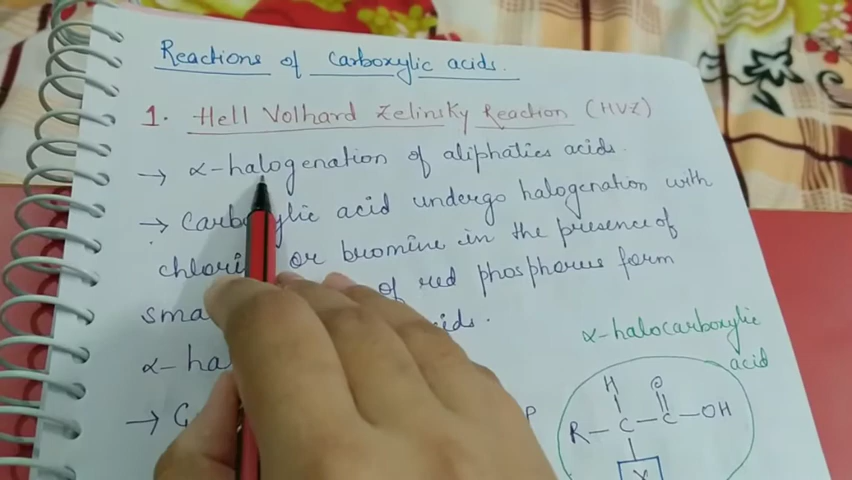 Reactions of carboxylic acids.
1. Hell Volhard Zelinsky Reaction (HVZ)
→ α-halogenation of aliphatics acids.
→ Carboxylic acid undergo halogenation with
or bromine in the presence of
of red phosphorus form
α-halocarboxylic
acid
H O
R – C – C – OH
X